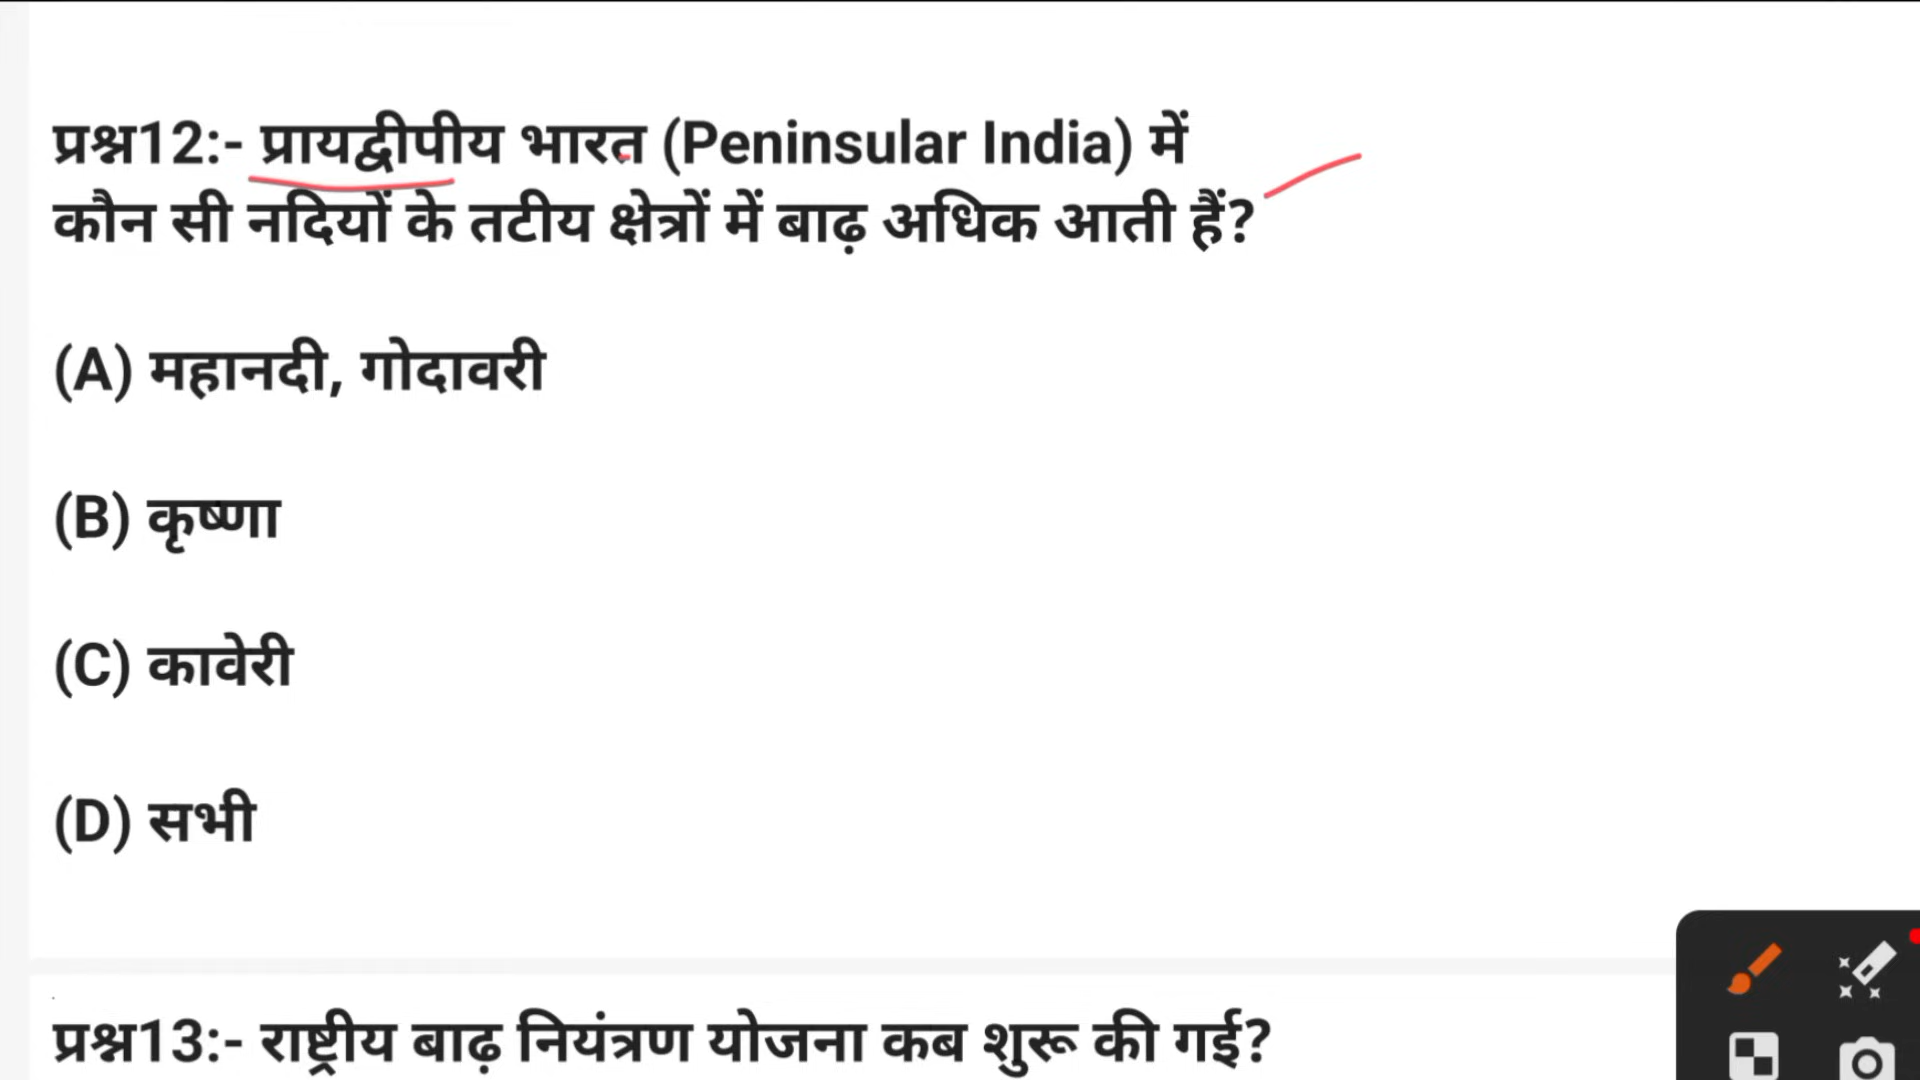 प्रश्न12:- प्रायद्वीपीय भारत (Peninsular India) में
कौन सी नदियों के तटीय क्षेत्रों में बाढ़ अधिक आती हैं?
(A) महानदी, गोदावरी
(B) कृष्णा
(C) कावेरी
(D) सभी
प्रश्न13:- राष्ट्रीय बाढ़ नियंत्रण योजना कब शुरू की गई?